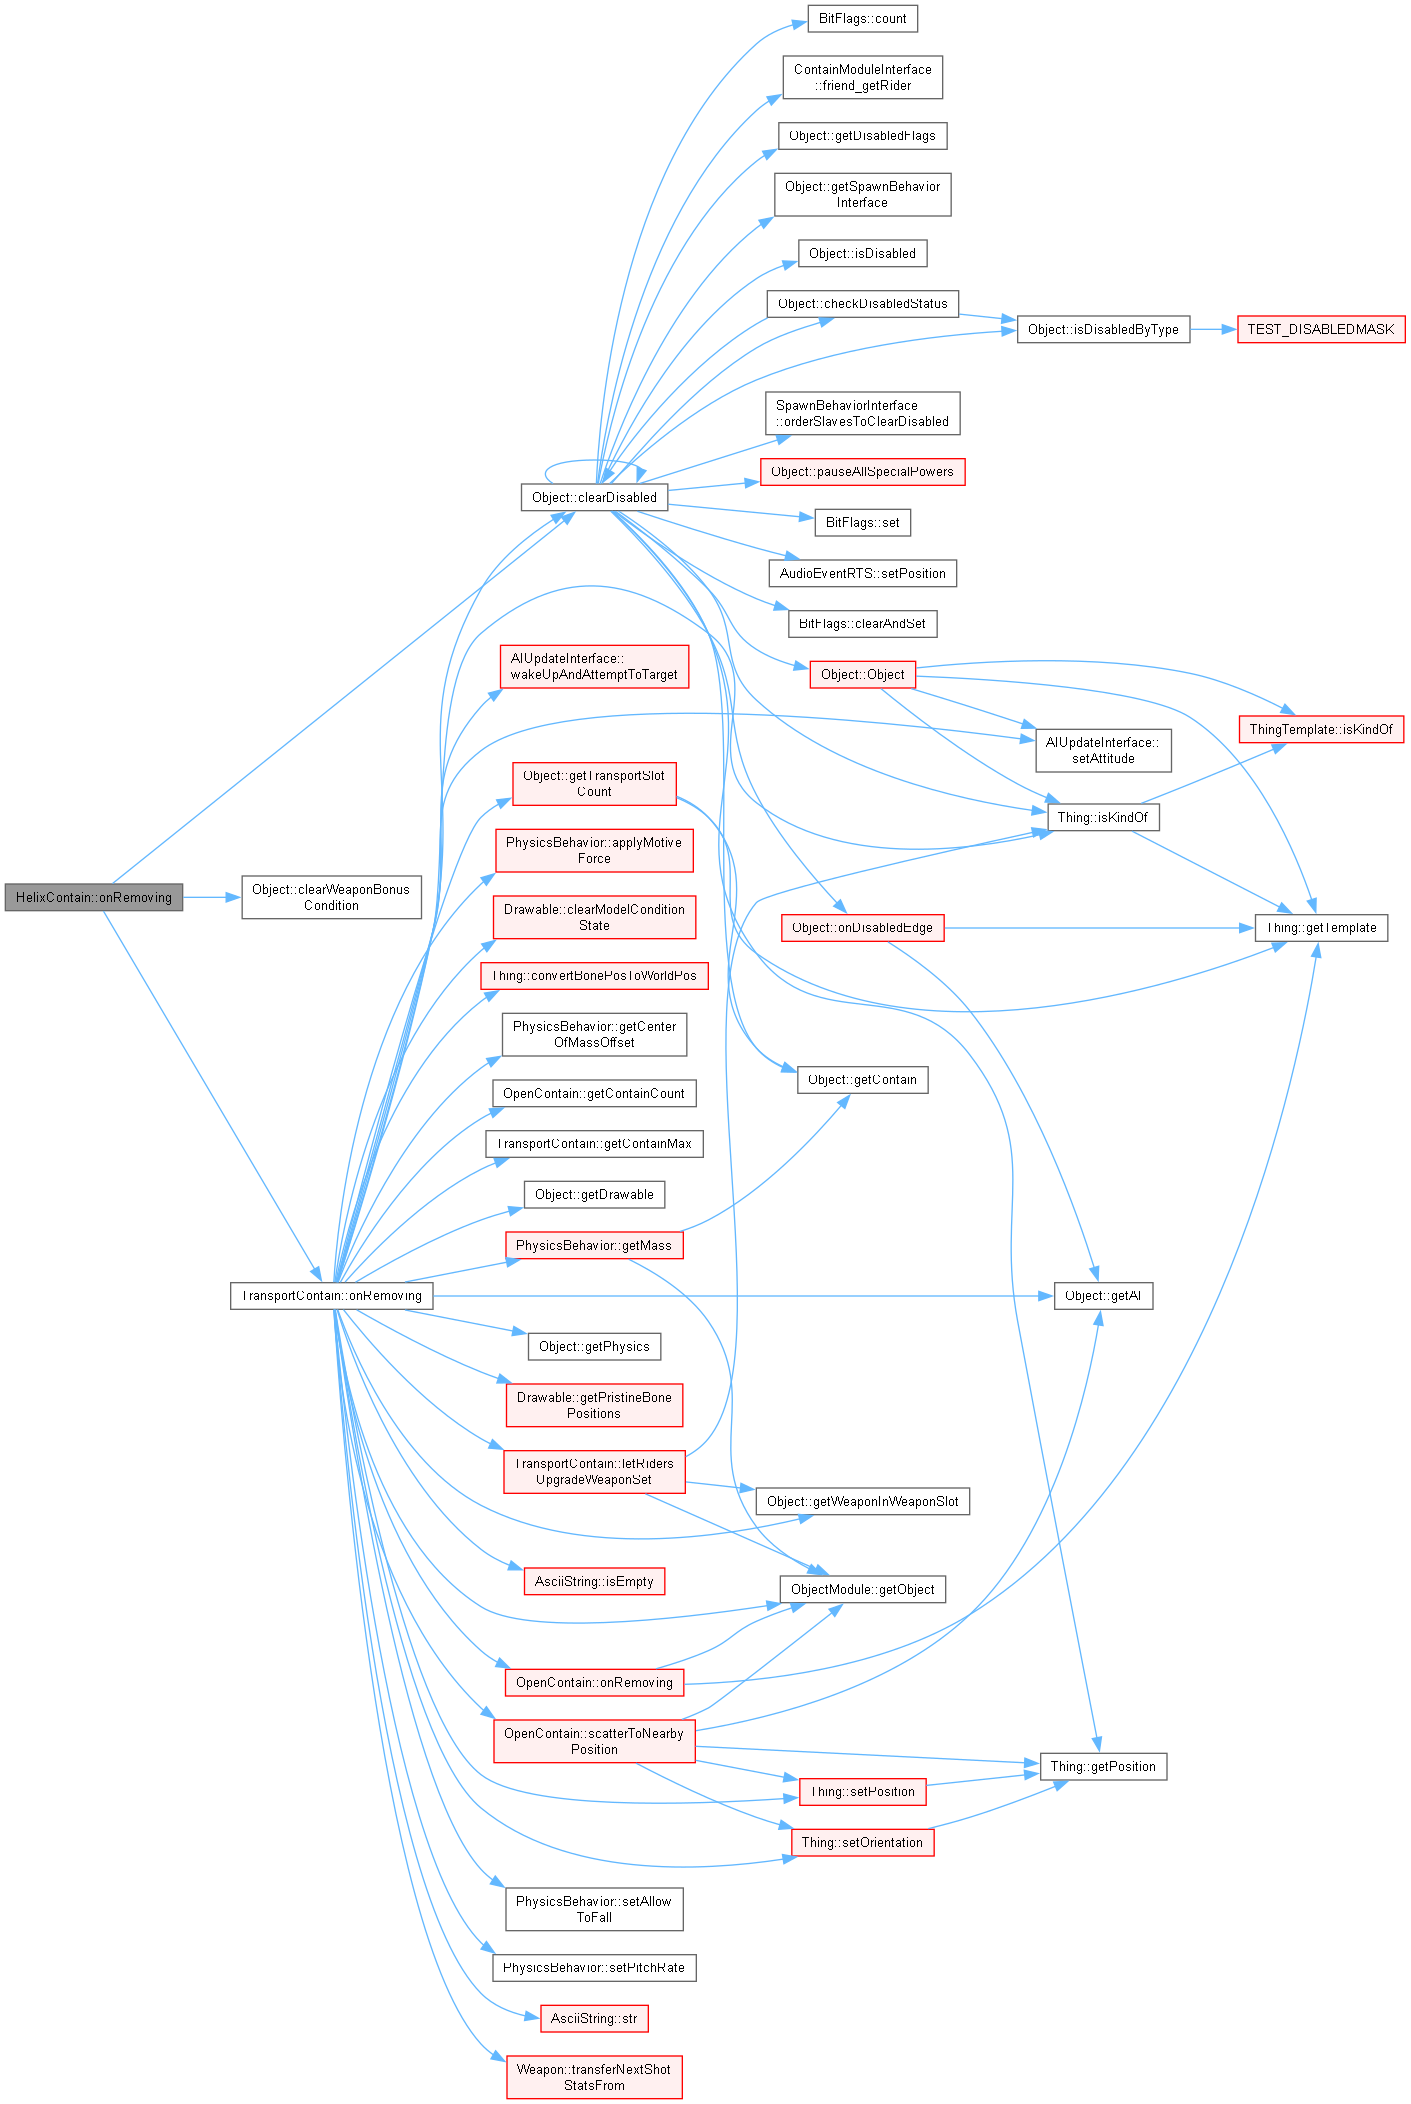 BitFlags::count
ContainModuleInterface
::friend_getRider
Object::getDisabledFlags
Object::getSpawnBehavior
Interface
Object::isDisabled
Object::checkDisabledStatus
Object::isDisabledByType
TEST_DISABLEDMASK
SpawnBehaviorInterface
::orderSlavesToClearDisabled
Object::pauseAllSpecialPowers
Object::clearDisabled
BitFlags::set
AudioEventRTS::setPosition
BitFlags::clearAndSet
AIUpdateInterface::
wakeUpAndAttemptToTarget
Object::Object
ThingTemplate::isKindOf
AIUpdateInterface::
setAttitude
Object::getTransportSlot
Count
Thing::isKindOf
PhysicsBehavior::applyMotive
Force
HelixContain::onRemoving
Object::clearWeaponBonus
Condition
Drawable::clearModelCondition
State
Object::onDisabledEdge
Thing::getTemplate
Thing::convertBonePosToWorldPos
PhysicsBehavior::getCenter
OfMassOffset
Object::getContain
OpenContain::getContainCount
TransportContain::getContainMax
Object::getDrawable
PhysicsBehavior::getMass
TransportContain::onRemoving
Object::getAI
Object::getPhysics
Drawable::getPristineBone
Positions
TransportContain::letRiders
UpgradeWeaponSet
Object::getWeaponInWeaponSlot
AsciiString::isEmpty
ObjectModule::getObject
OpenContain::onRemoving
OpenContain::scatterToNearby
Position
Thing::getPosition
Thing::setPosition
Thing::setOrientation
PhysicsBehavior::setAllow
ToFall
PhysicsBehavior::setPitchRate
AsciiString::str
Weapon::transferNextShot
StatsFrom